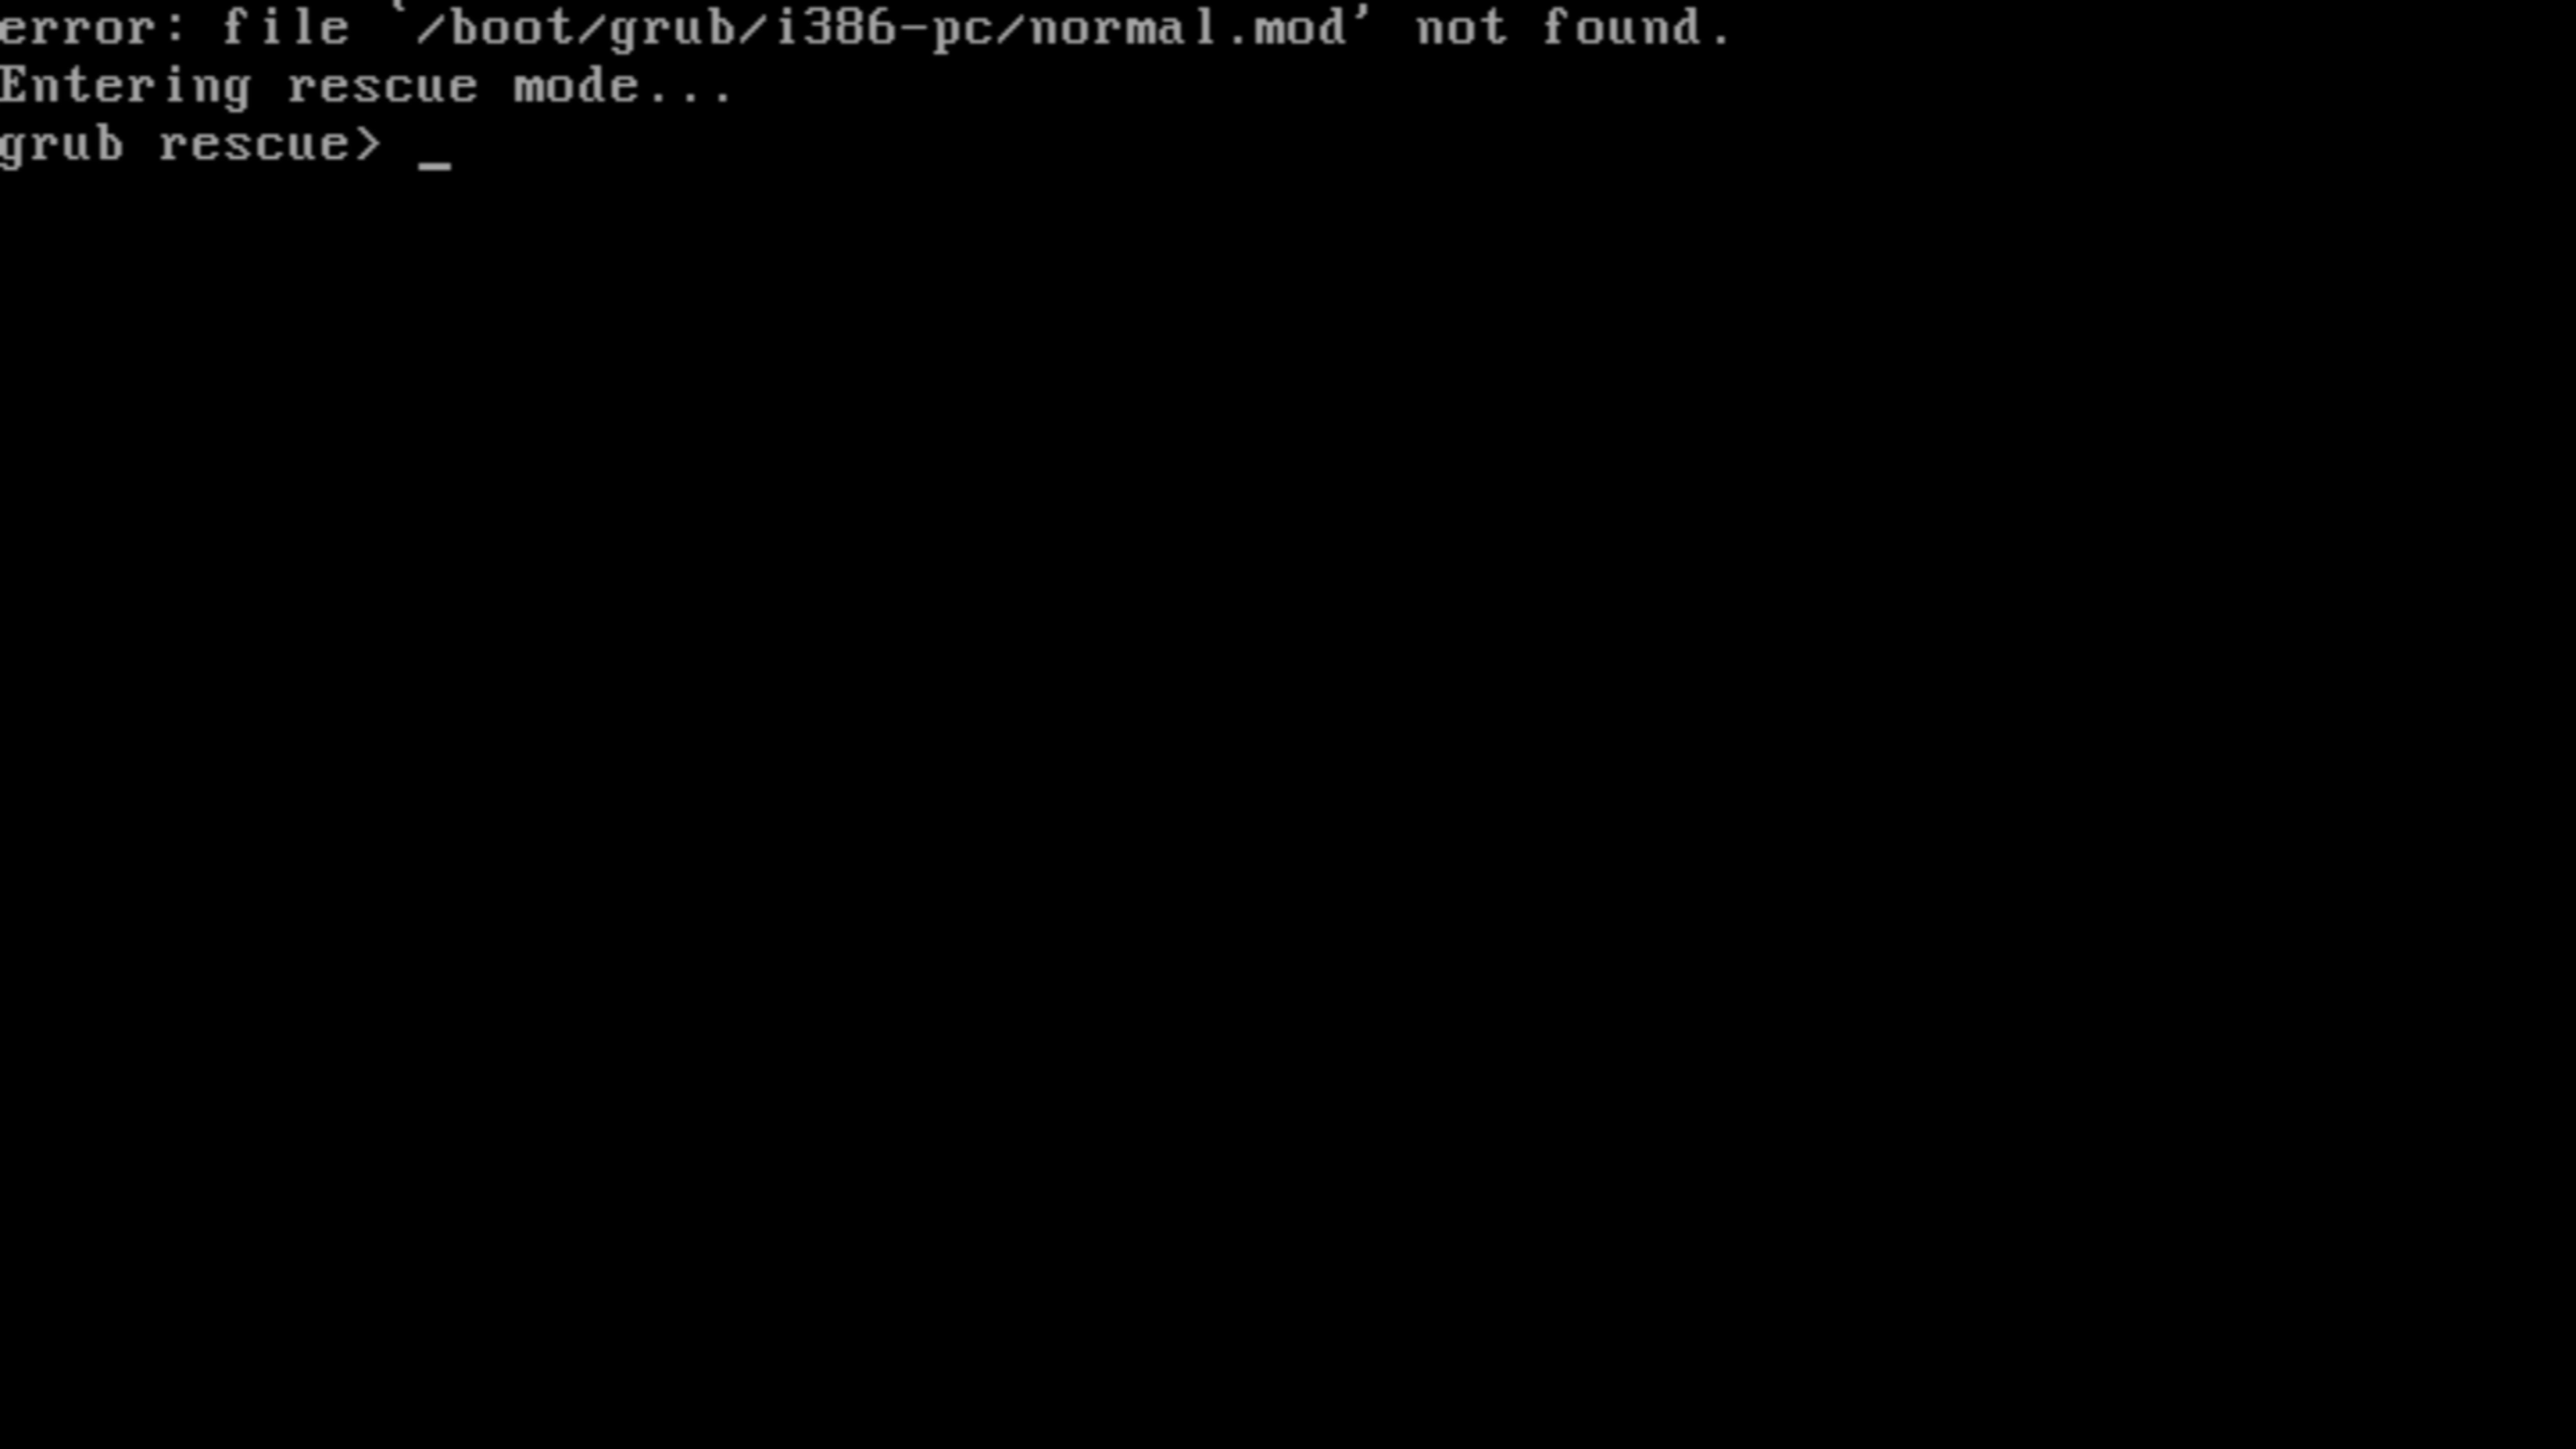 error: file `/boot/grub/i386-pc/normal.mod' not found.
Entering rescue mode...
grub rescue> _